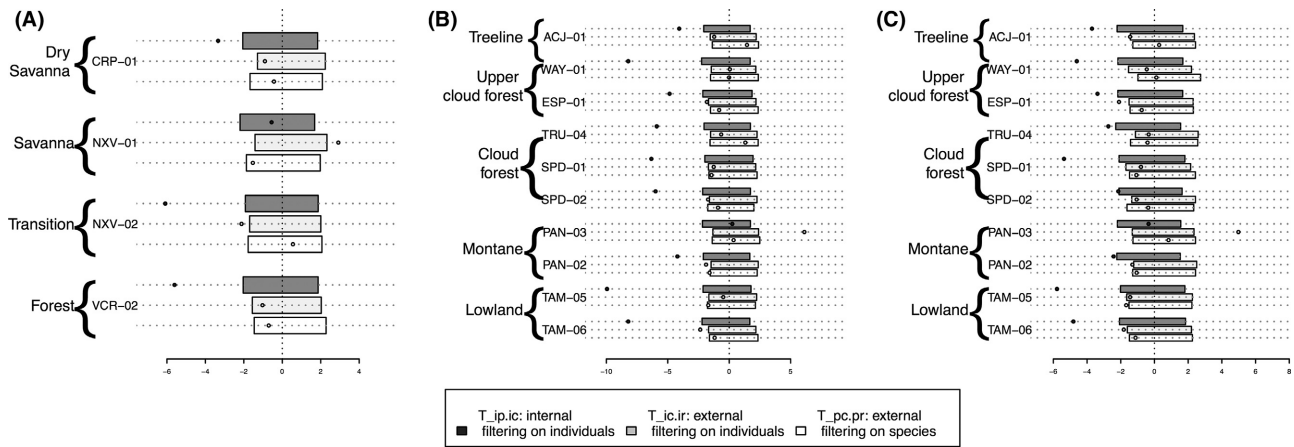 (A)
Dry
Savanna
CRP−01
Savanna
NXV−01
Transition
NXV−02
Forest
VCR−02
−6 −4 −2 0 2 4
(B)
Treeline
ACJ−01
Upper
cloud forest
WAY−01
ESP−01
Cloud
forest
TRU−04
SPD−01
SPD−02
Montane
PAN−03
PAN−02
Lowland
TAM−05
TAM−06
−10 −5 0 5
(C)
Treeline
ACJ−01
Upper
cloud forest
WAY−01
ESP−01
Cloud
forest
TRU−04
SPD−01
SPD−02
Montane
PAN−03
PAN−02
Lowland
TAM−05
TAM−06
−6 −4 −2 0 2 4 6 8
T_ip.ic: internal
filtering on individuals
T_ic.ir: external
filtering on individuals
T_pc.pr: external
filtering on species